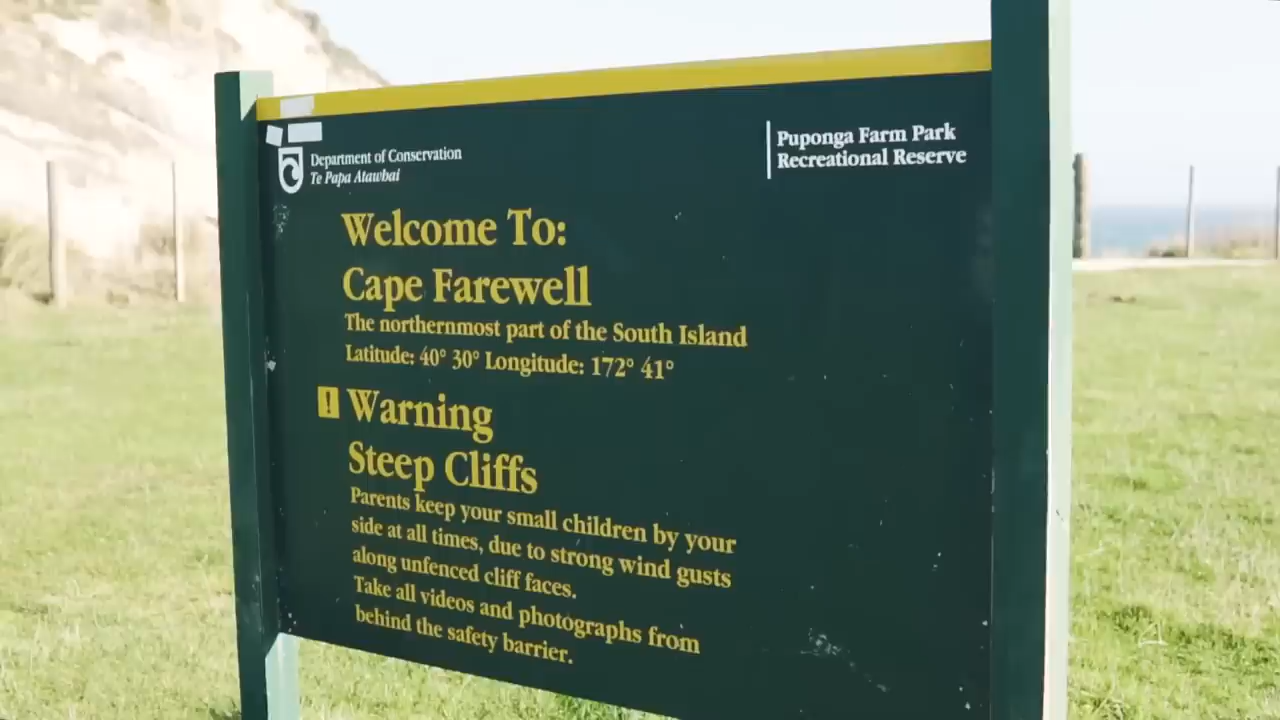 Department of Conservation
Te Papa Atawbai
Puponga Farm Park
Recreational Reserve
Welcome To:
Cape Farewell
The northernmost part of the South Island
Latitude: 40° 30° Longitude: 172° 41°
! Warning
Steep Cliffs
Parents keep your small children by your
side at all times, due to strong wind gusts
along unfenced cliff faces.
Take all videos and photographs from
behind the safety barrier.